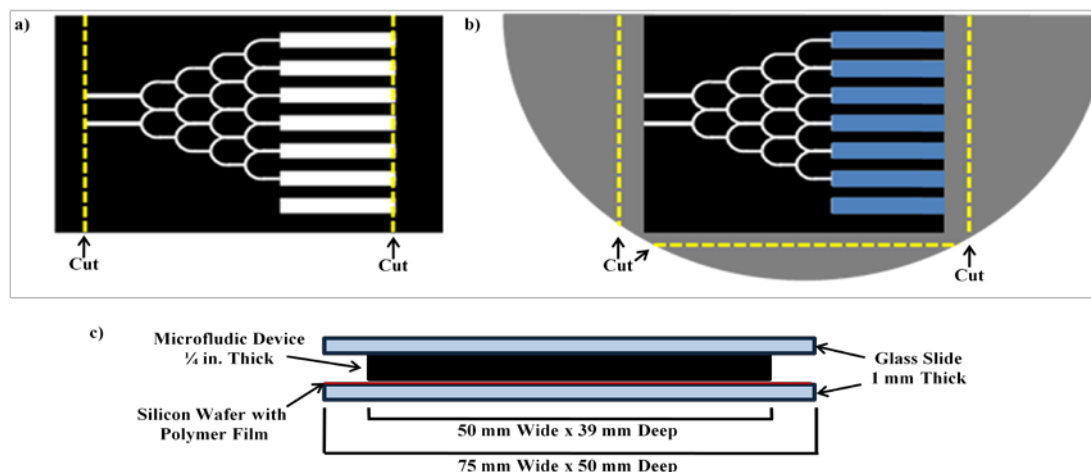 a)
b)
Cut
Cut
Cut
Cut
c)
Microfludic Device
¼ in. Thick
Glass Slide
1 mm Thick
Silicon Wafer with
Polymer Film
50 mm Wide x 39 mm Deep
75 mm Wide x 50 mm Deep